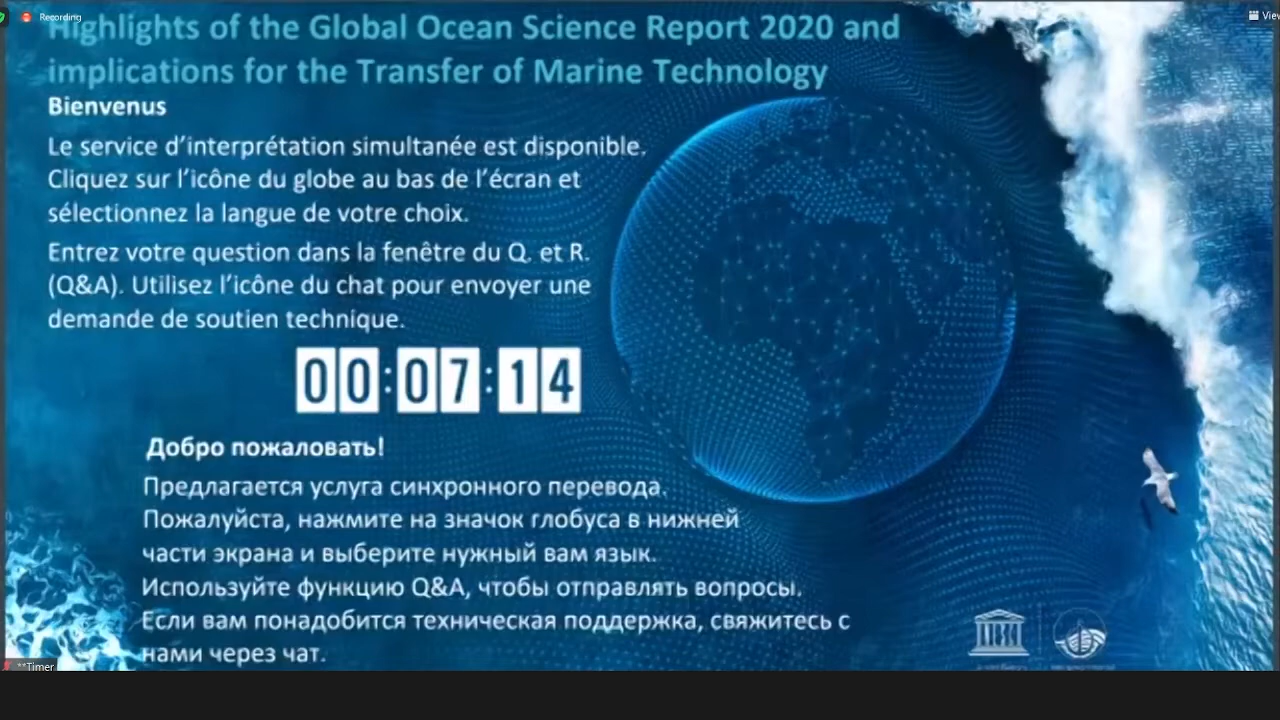 Recording
View
Highlights of the Global Ocean Science Report 2020 and
implications for the Transfer of Marine Technology
Bienvenus
Le service d’interprétation simultanée est disponible.
Cliquez sur l’icône du globe au bas de l’écran et
sélectionnez la langue de votre choix.
Entrez votre question dans la fenêtre du Q. et R.
(Q&A). Utilisez l’icône du chat pour envoyer une
demande de soutien technique.
00:07:14
Добро пожаловать!
Предлагается услуга синхронного перевода.
Пожалуйста, нажмите на значок глобуса в нижней
части экрана и выберите нужный вам язык.
Используйте функцию Q&A, чтобы отправлять вопросы.
Если вам понадобится техническая поддержка, свяжитесь с
нами через чат.
**Timer